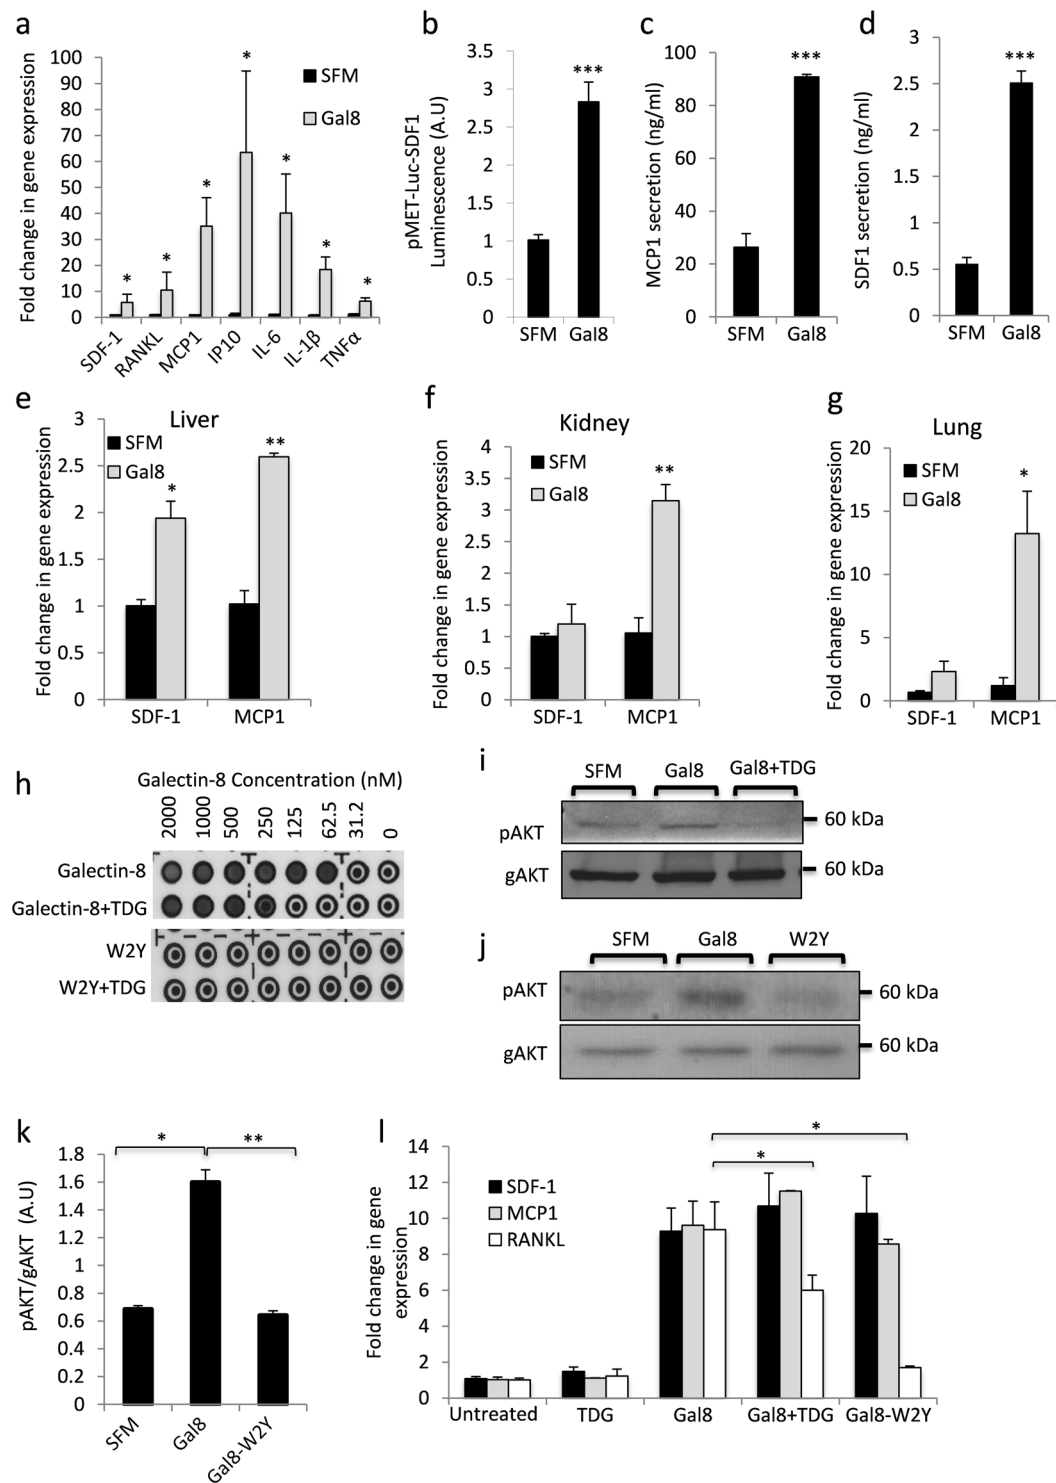 a
Fold change in gene expression
100
90
80
70
60
50
40
30
20
10
0
SFM
Gal8
*
*
*
*
*
*
*
SDF-1
RANKL
MCP1
IP10
IL-6
IL-1β
TNFα
b
pMET-Luc-SDF1
Luminescence (A.U)
3.5
3
2.5
2
1.5
1
0.5
0
***
SFM
Gal8
c
MCP1 secretion (ng/ml)
100
80
60
40
20
0
***
SFM
Gal8
d
SDF1 secretion (ng/ml)
3
2.5
2
1.5
1
0.5
0
***
SFM
Gal8
e
Liver
Fold change in gene expression
3
2.5
2
1.5
1
0.5
0
SFM
Gal8
*
**
SDF-1
MCP1
f
Kidney
Fold change in gene expression
4
3.5
3
2.5
2
1.5
1
0.5
0
SFM
Gal8
**
SDF-1
MCP1
g
Lung
Fold change in gene expression
20
15
10
5
0
SFM
Gal8
*
SDF-1
MCP1
h
Galectin-8 Concentration (nM)
2000
1000
500
250
125
62.5
31.2
0
Galectin-8
Galectin-8+TDG
W2Y
W2Y+TDG
i
SFM
Gal8
Gal8+TDG
pAKT
60 kDa
gAKT
60 kDa
j
SFM
Gal8
W2Y
pAKT
60 kDa
gAKT
60 kDa
k
pAKT/gAKT (A.U)
1.8
1.6
1.4
1.2
1
0.8
0.6
0.4
0.2
0
*
**
SFM
Gal8
Gal8-W2Y
l
Fold change in gene
expression
14
12
10
8
6
4
2
0
SDF-1
MCP1
RANKL
*
*
Untreated
TDG
Gal8
Gal8+TDG
Gal8-W2Y